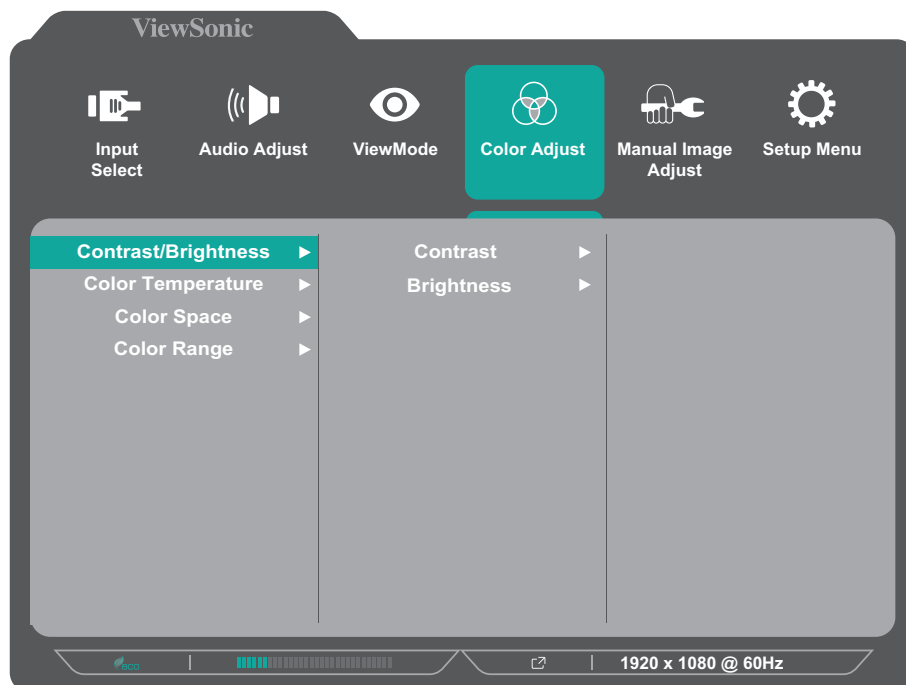 ViewSonic
Input Select
Audio Adjust
ViewMode
Color Adjust
Manual Image Adjust
Setup Menu
Contrast/Brightness
Color Temperature
Color Space
Color Range
Contrast
Brightness
eco
1920 x 1080 @ 60Hz